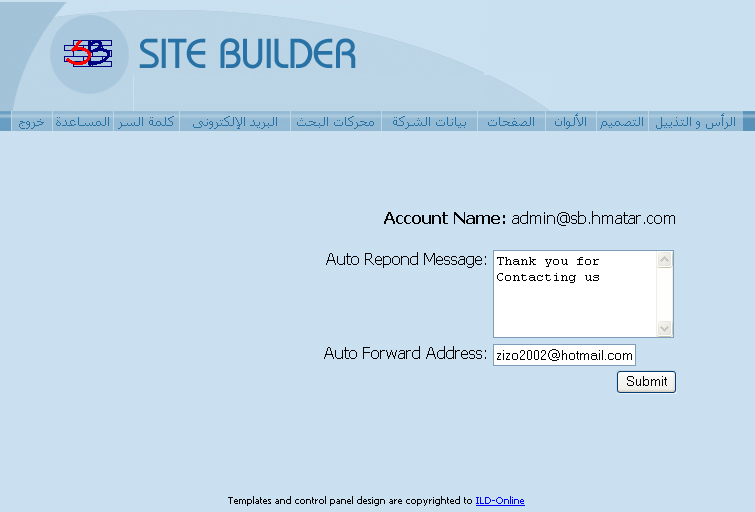 SB SITE BUILDER
الرأس و التذييل التصميم الألوان الصفحات بيانات الشركة محركات البحث البريد الإلكترونى كلمة السر المساعدة خروج
Account Name: admin@sb.hmatar.com
Auto Repond Message: Thank you for
Contacting us
Auto Forward Address: zizo2002@hotmail.com
Submit
Templates and control panel design are copyrighted to ILD-Online